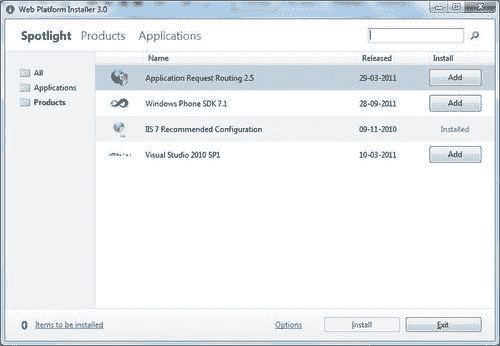 Web Platform Installer 3.0
Spotlight Products Applications
Name Released Install
All
Applications
Products
Application Request Routing 2.5 29-03-2011 Add
Windows Phone SDK 7.1 28-09-2011 Add
IIS 7 Recommended Configuration 09-11-2010 Installed
Visual Studio 2010 SP1 10-03-2011 Add
0 Items to be installed Options Install Exit